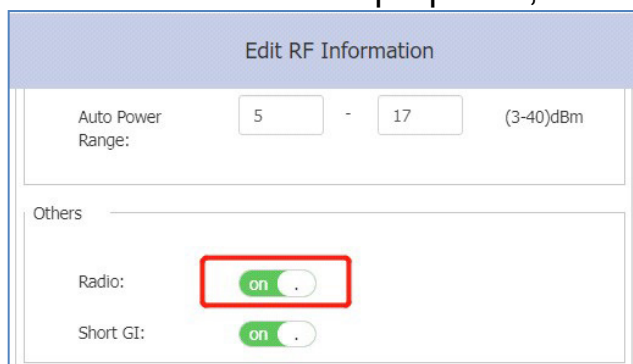 Edit RF Information
Auto Power Range: 5 - 17 (3-40)dBm
Others
Radio: on .
Short GI: on .